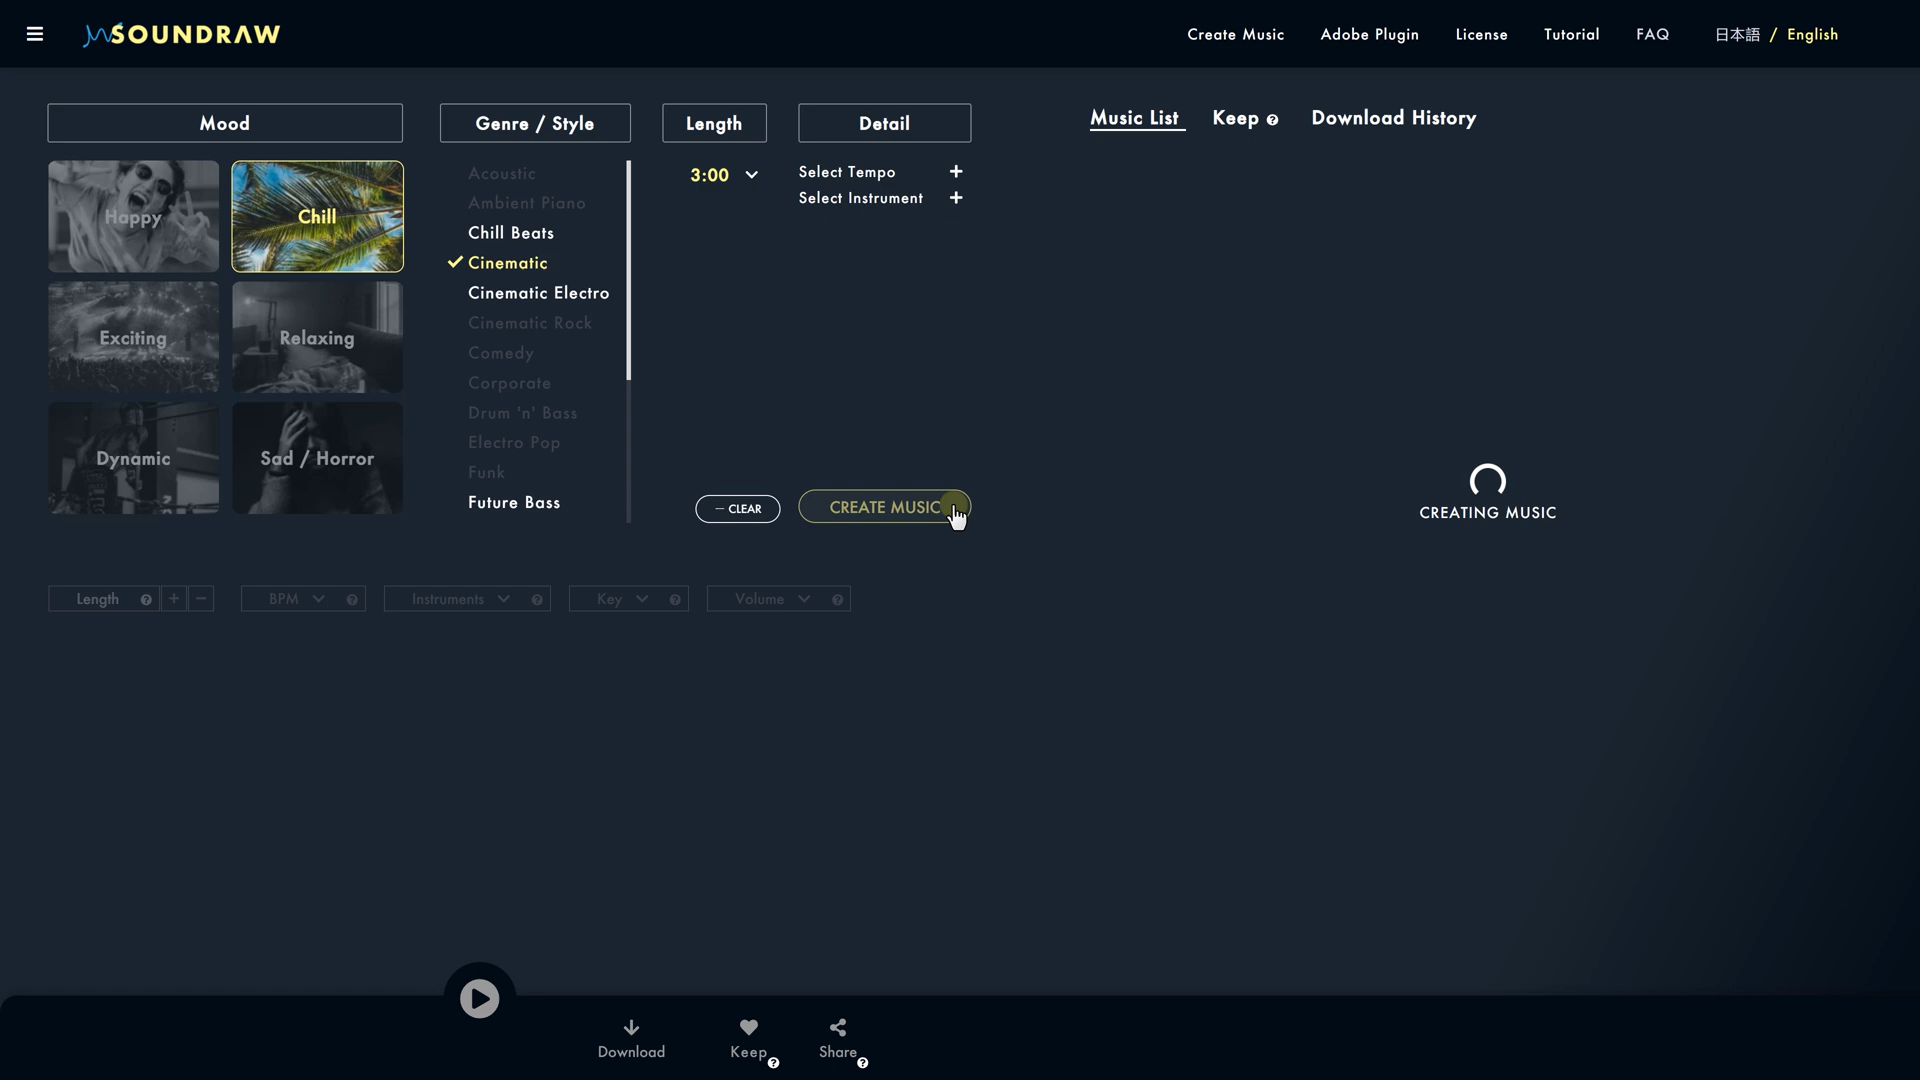 SOUNDRAW
Create Music
Adobe Plugin
License
Tutorial
FAQ
日本語 / English
Mood
Happy
Chill
Exciting
Relaxing
Dynamic
Sad / Horror
Genre / Style
Acoustic
Ambient Piano
Chill Beats
Cinematic
Cinematic Electro
Cinematic Rock
Comedy
Corporate
Drum 'n' Bass
Electro Pop
Funk
Future Bass
Length
3:00
Detail
Select Tempo +
Select Instrument +
− CLEAR
CREATE MUSIC
Music List
Keep ?
Download History
CREATING MUSIC
Length ? + −
BPM ?
Instruments ?
Key ?
Volume ?
Download
Keep ?
Share ?